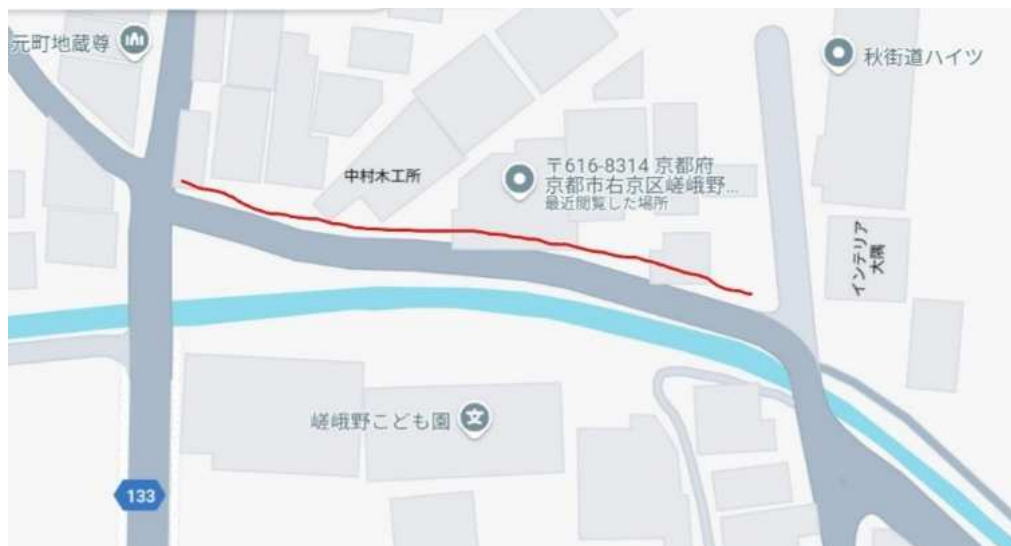 元町地蔵尊
秋街道ハイツ
中村木工所
〒616-8314 京都府
京都市右京区嵯峨野...
最近閲覧した場所
インテリア
大隅
嵯峨野こども園
文
133